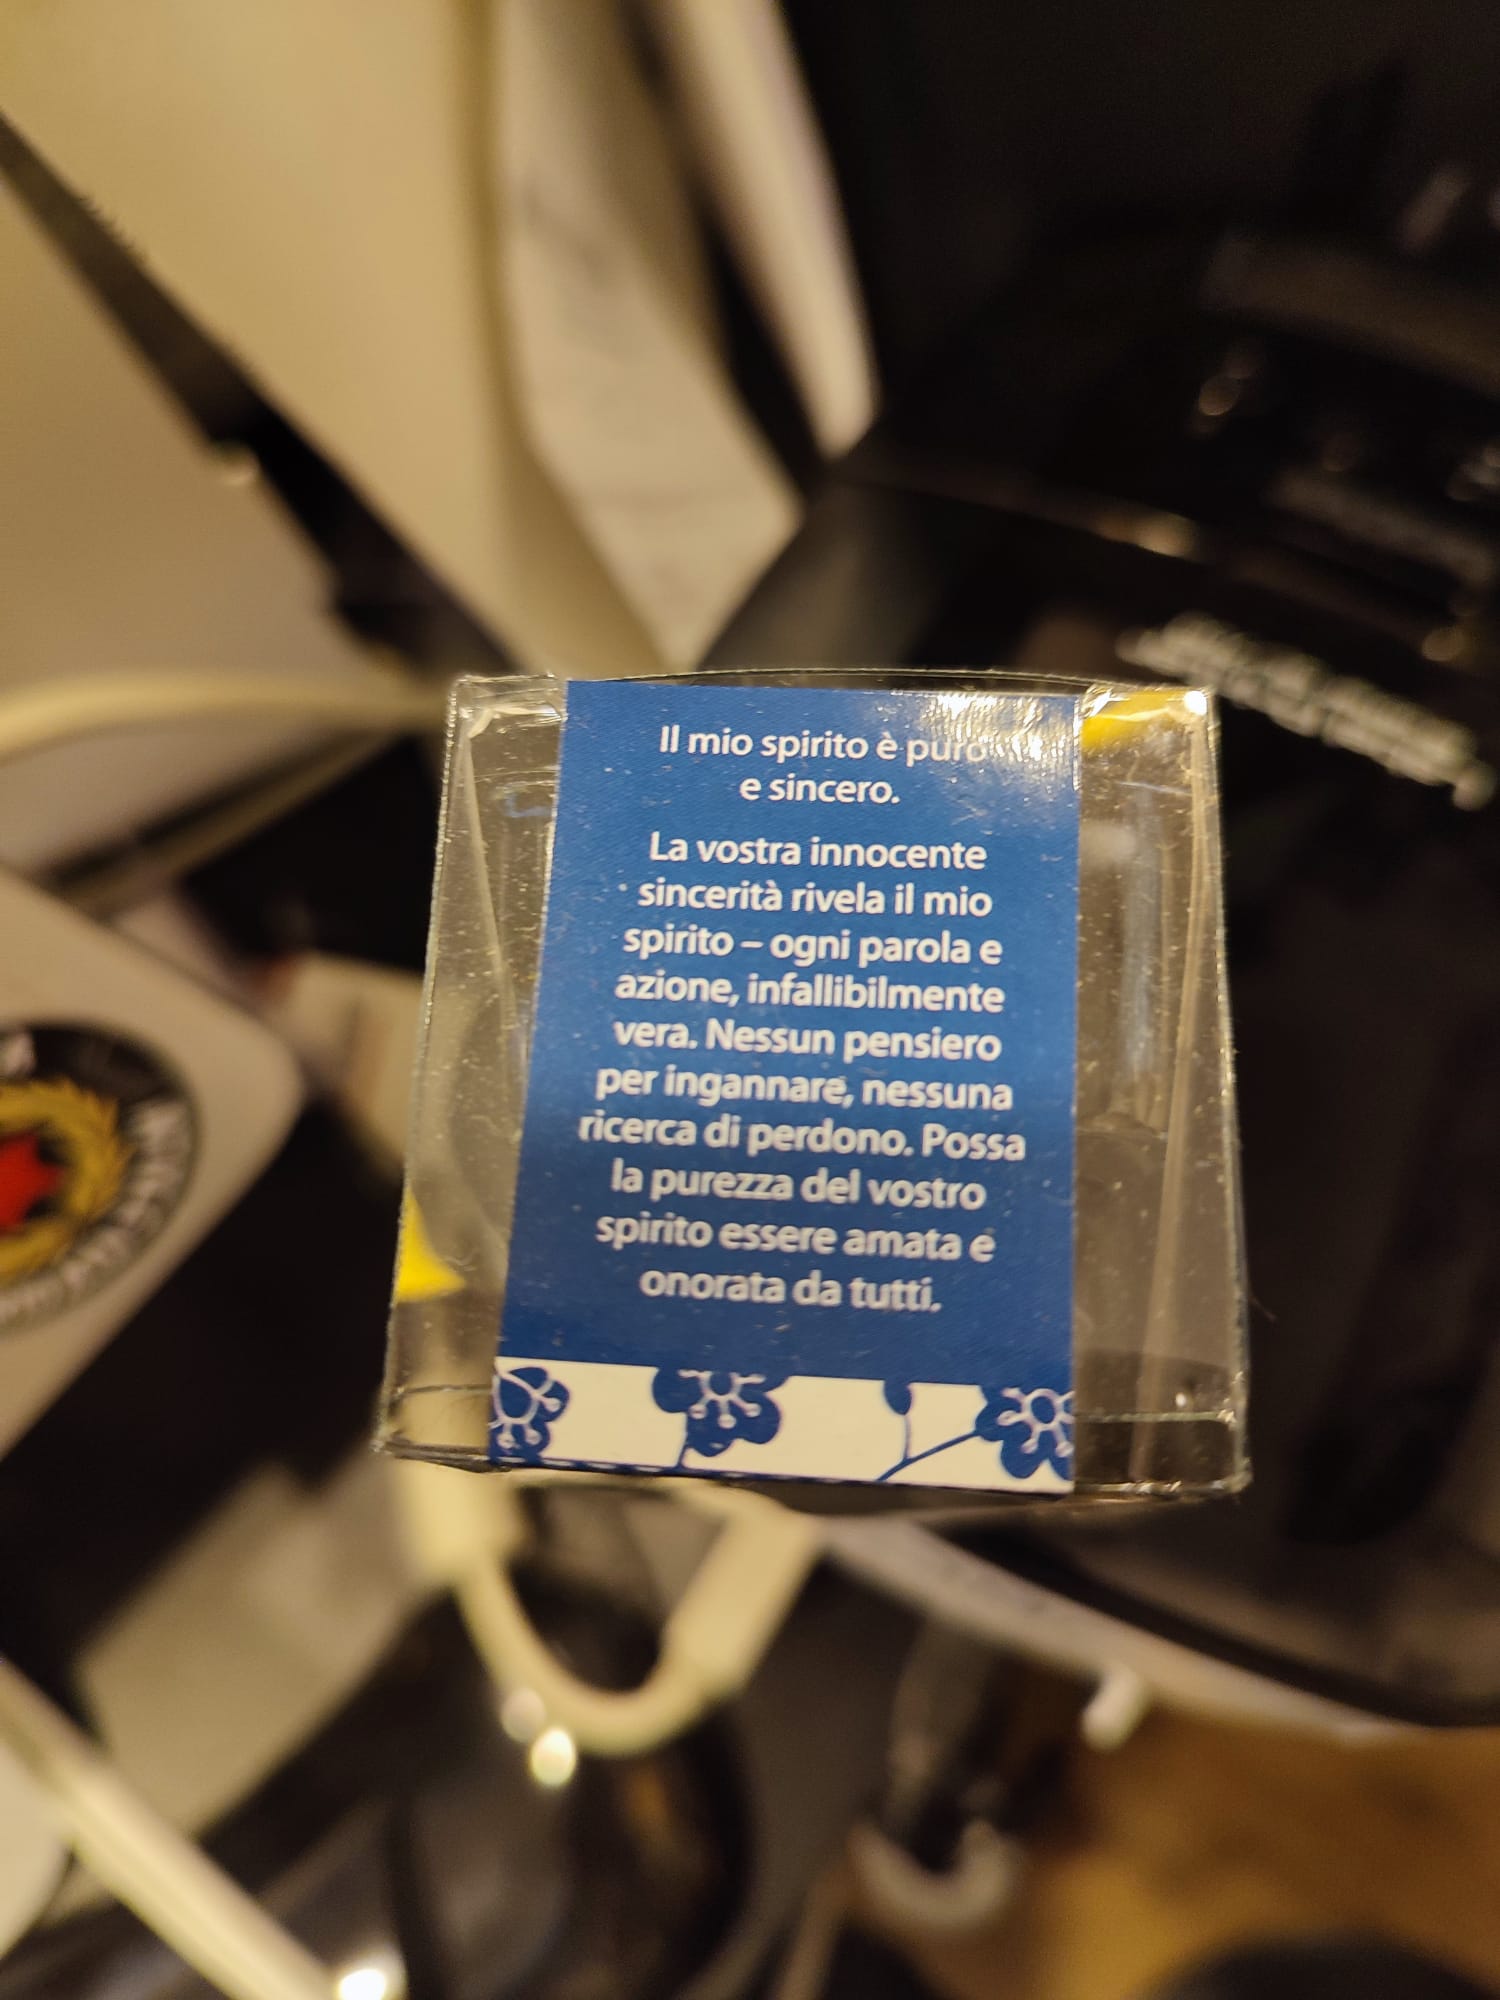 Il mio spirito è puro
e sincero.
La vostra innocente
sincerità rivela il mio
spirito – ogni parola e
azione, infallibilmente
vera. Nessun pensiero
per ingannare, nessuna
ricerca di perdono. Possa
la purezza del vostro
spirito essere amata e
onorata da tutti.